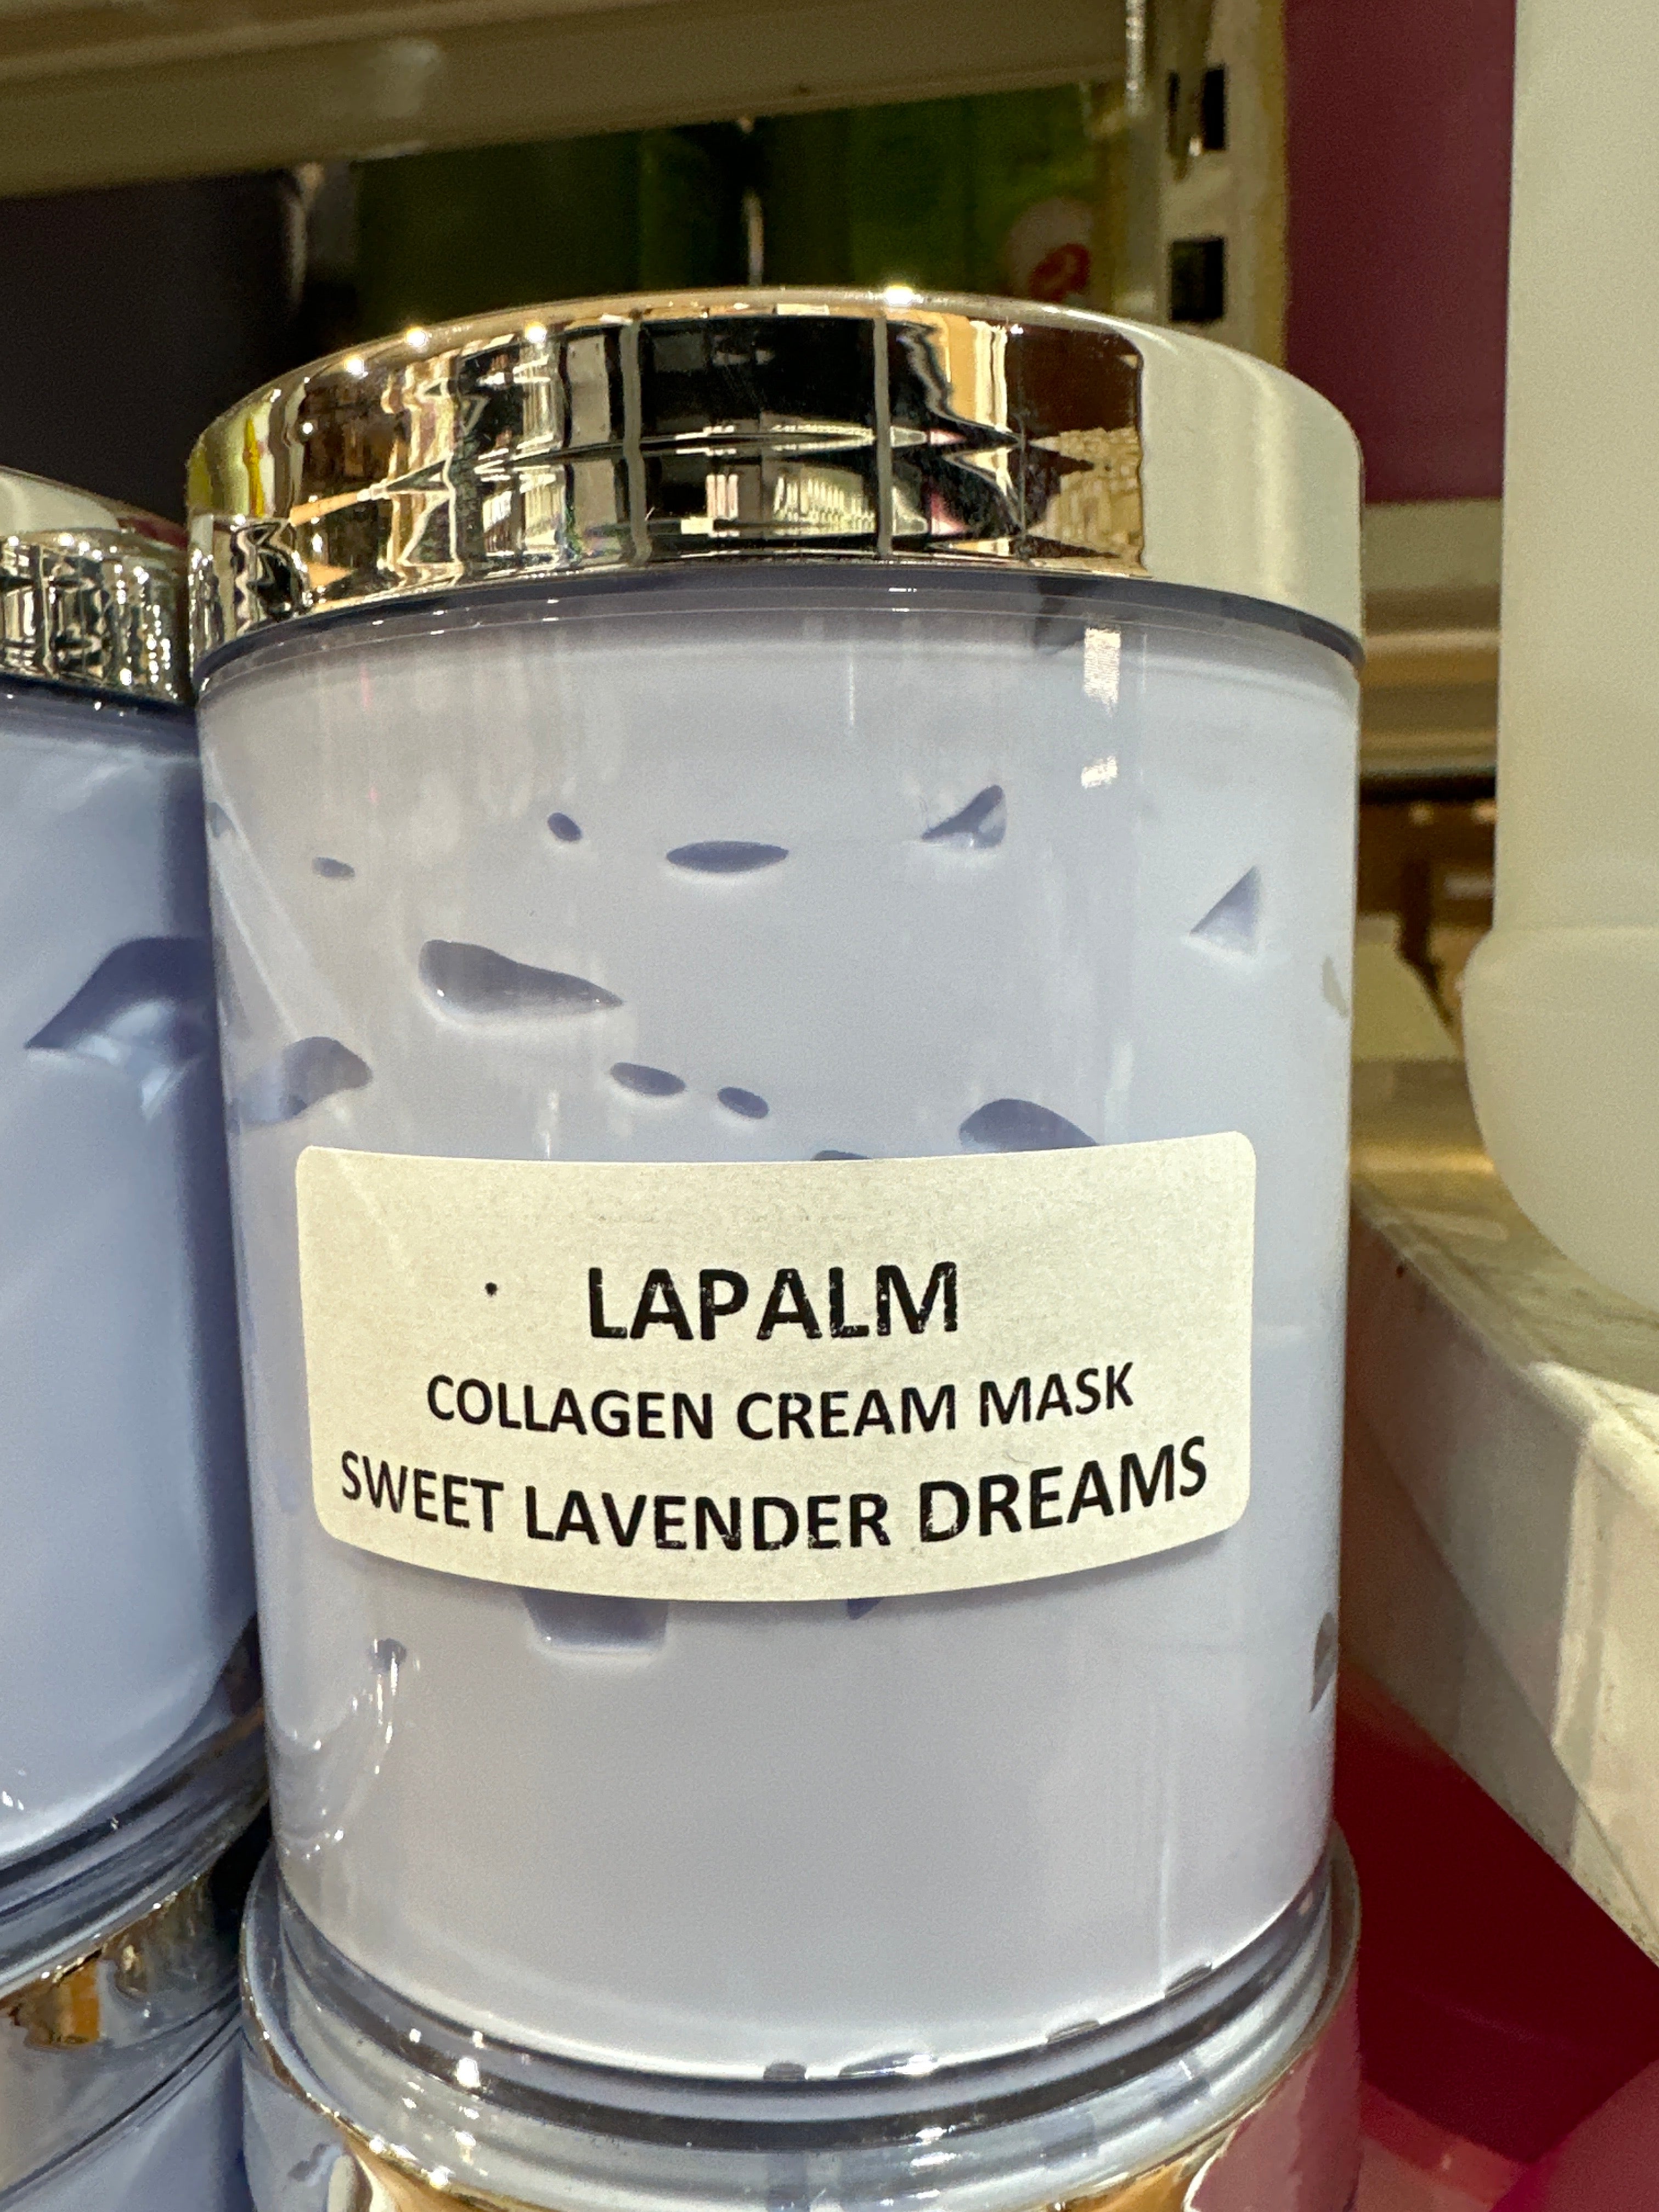 LAPALM
COLLAGEN CREAM MASK
SWEET LAVENDER DREAMS